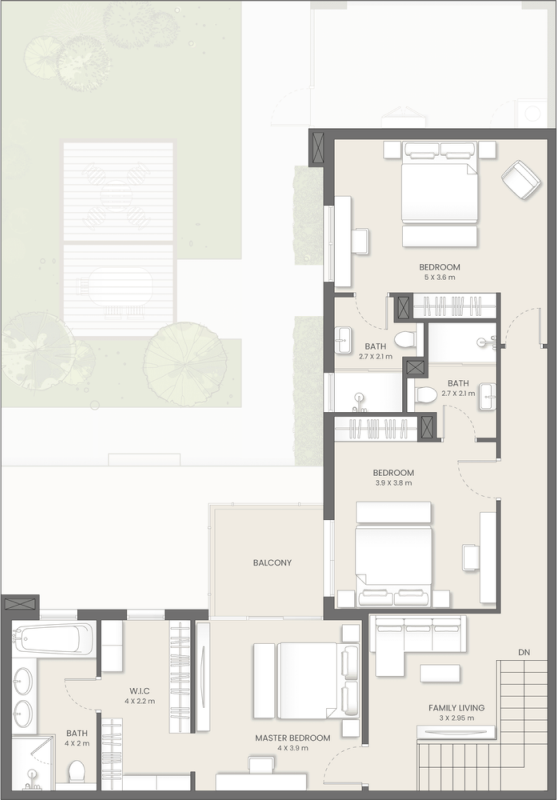 BEDROOM
5 X 3.6 m
BATH
2.7 X 2.1 m
BATH
2.7 X 2.1 m
BEDROOM
3.9 X 3.8 m
BALCONY
DN
W.I.C
4 X 2.2 m
FAMILY LIVING
3 X 2.95 m
BATH
4 X 2 m
MASTER BEDROOM
4 X 3.9 m